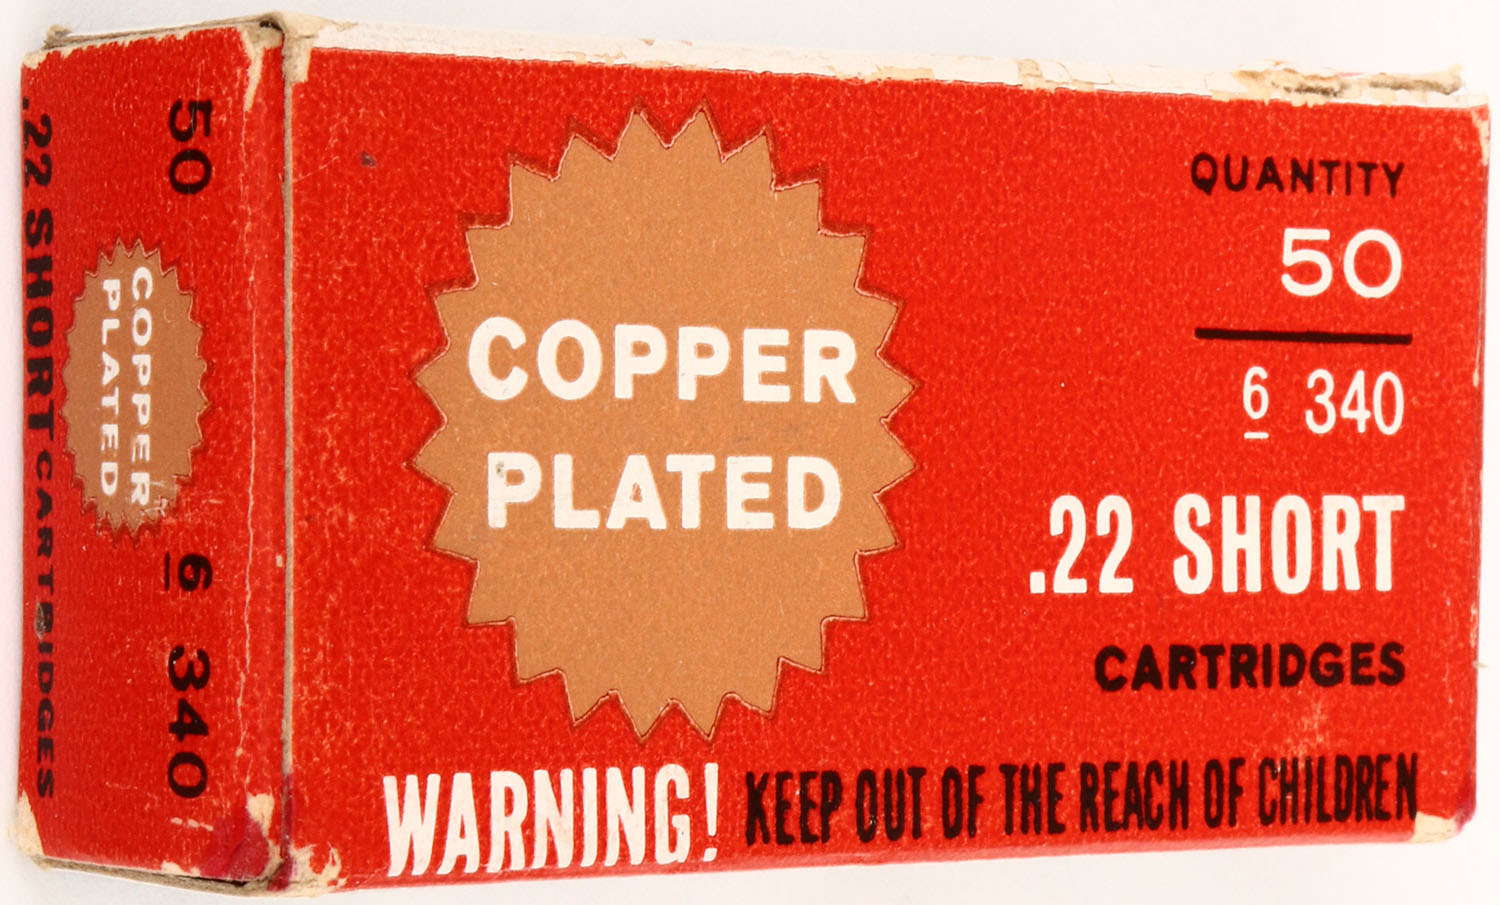 50
COPPER
PLATED
6 340
.22 SHORT CARTRIDGES
COPPER
PLATED
QUANTITY
50
6 340
.22 SHORT
CARTRIDGES
WARNING! KEEP OUT OF THE REACH OF CHILDREN